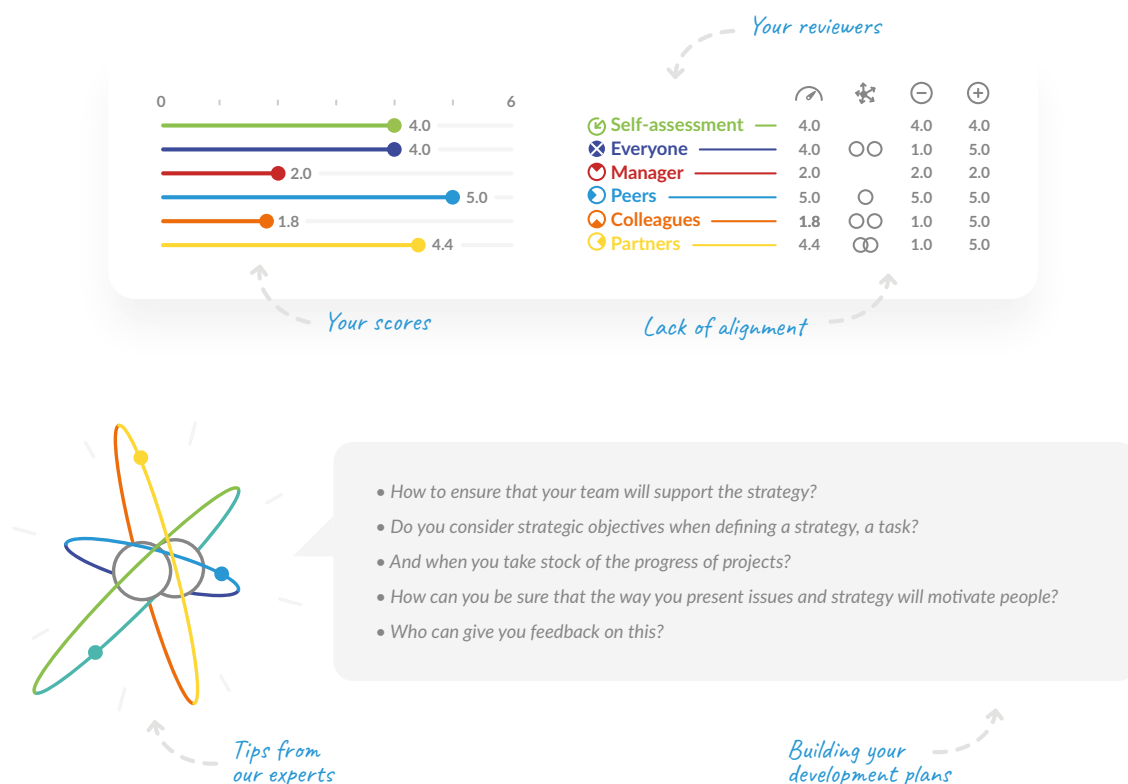 Your reviewers
0 6
4.0
4.0
2.0
5.0
1.8
4.4
Self-assessment 4.0 4.0 4.0
Everyone 4.0 1.0 5.0
Manager 2.0 2.0 2.0
Peers 5.0 5.0 5.0
Colleagues 1.8 1.0 5.0
Partners 4.4 1.0 5.0
Your scores
Lack of alignment
• How to ensure that your team will support the strategy?
• Do you consider strategic objectives when defining a strategy, a task?
• And when you take stock of the progress of projects?
• How can you be sure that the way you present issues and strategy will motivate people?
• Who can give you feedback on this?
Tips from
our experts
Building your
development plans